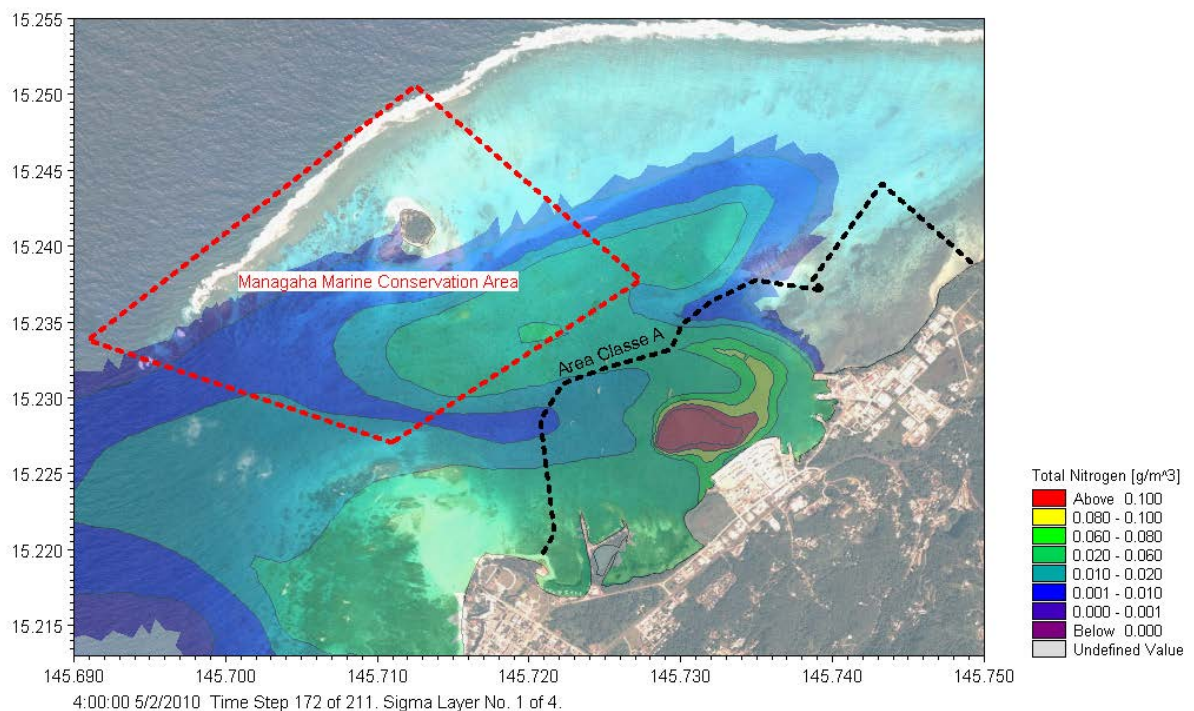 15.255
15.250
15.245
15.240
15.235
15.230
15.225
15.220
15.215
Managaha Marine Conservation Area
Area Classe A
145.690 145.700 145.710 145.720 145.730 145.740 145.750
4:00:00 5/2/2010 Time Step 172 of 211. Sigma Layer No. 1 of 4.
Total Nitrogen [g/m^3]
Above 0.100
0.080 - 0.100
0.060 - 0.080
0.020 - 0.060
0.010 - 0.020
0.001 - 0.010
0.000 - 0.001
Below 0.000
Undefined Value